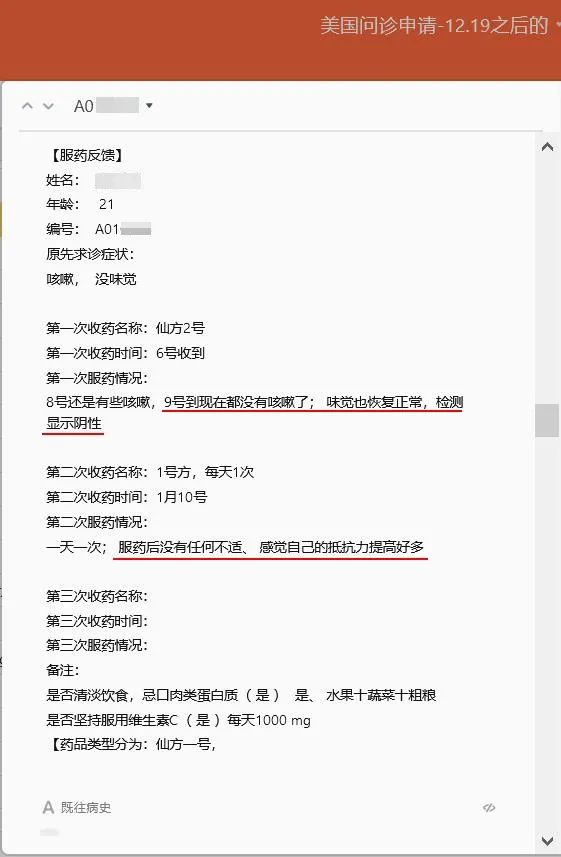 美国问诊申请-12.19之后的
A0
【服药反馈】
姓名：
年龄： 21
编号： A01
原先求诊症状：
咳嗽， 没味觉
第一次收药名称：仙方2号
第一次收药时间：6号收到
第一次服药情况：
8号还是有些咳嗽，9号到现在都没有咳嗽了； 味觉也恢复正常，检测
显示阴性
第二次收药名称：1号方，每天1次
第二次收药时间：1月10号
第二次服药情况：
一天一次； 服药后没有任何不适、 感觉自己的抵抗力提高好多
第三次收药名称：
第三次收药时间：
第三次服药情况：
备注：
是否清淡饮食，忌口肉类蛋白质（ 是 ） 是、 水果十蔬菜十粗粮
是否坚持服用维生素C（ 是 ）每天1000 mg
【药品类型分为：仙方一号，
A 既往病史